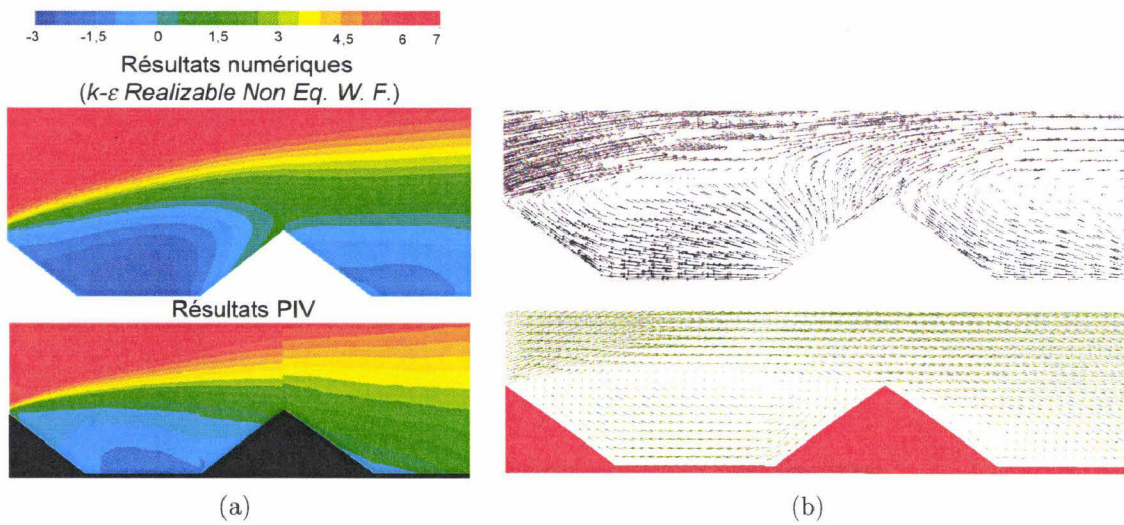 -3 -1,5 0 1,5 3 4,5 6 7
Résultats numériques
(k-ε Realizable Non Eq. W. F.)
Résultats PIV
(a)
(b)